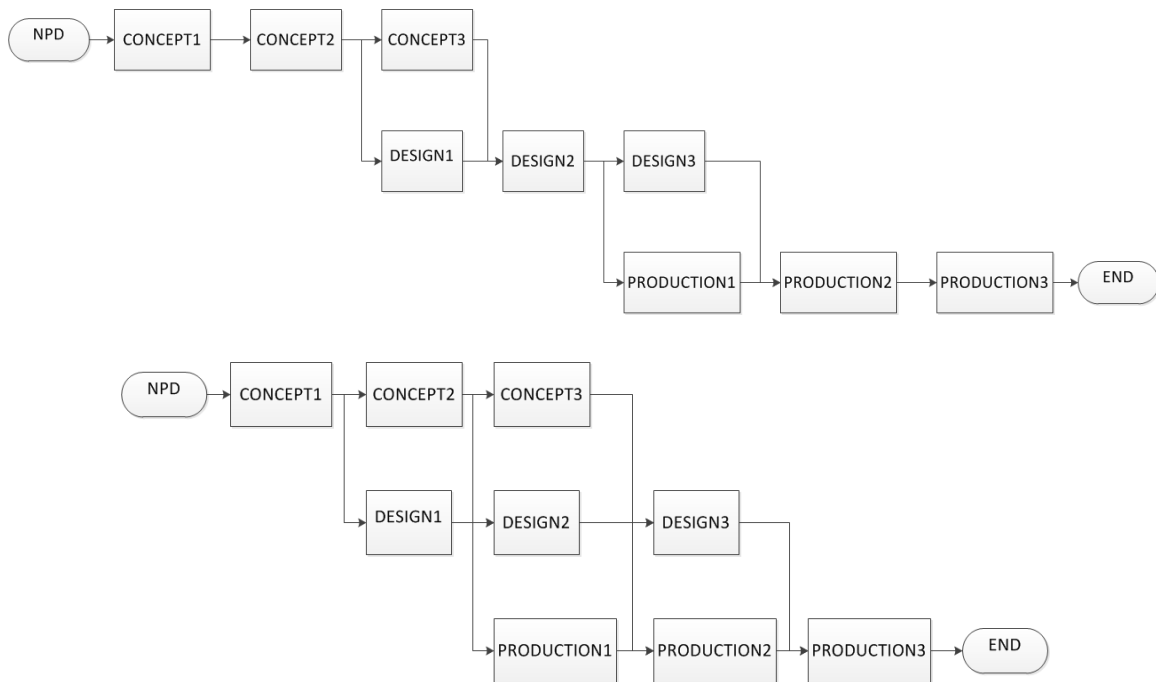 NPD
CONCEPT1
CONCEPT2
CONCEPT3
DESIGN1
DESIGN2
DESIGN3
PRODUCTION1
PRODUCTION2
PRODUCTION3
END
NPD
CONCEPT1
CONCEPT2
CONCEPT3
DESIGN1
DESIGN2
DESIGN3
PRODUCTION1
PRODUCTION2
PRODUCTION3
END